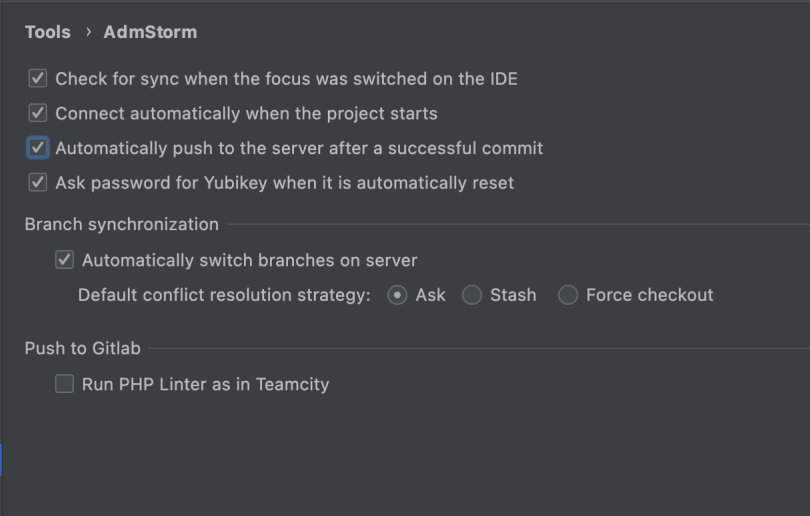 Tools › AdmStorm
Check for sync when the focus was switched on the IDE
Connect automatically when the project starts
Automatically push to the server after a successful commit
Ask password for Yubikey when it is automatically reset
Branch synchronization
Automatically switch branches on server
Default conflict resolution strategy: Ask Stash Force checkout
Push to Gitlab
Run PHP Linter as in Teamcity